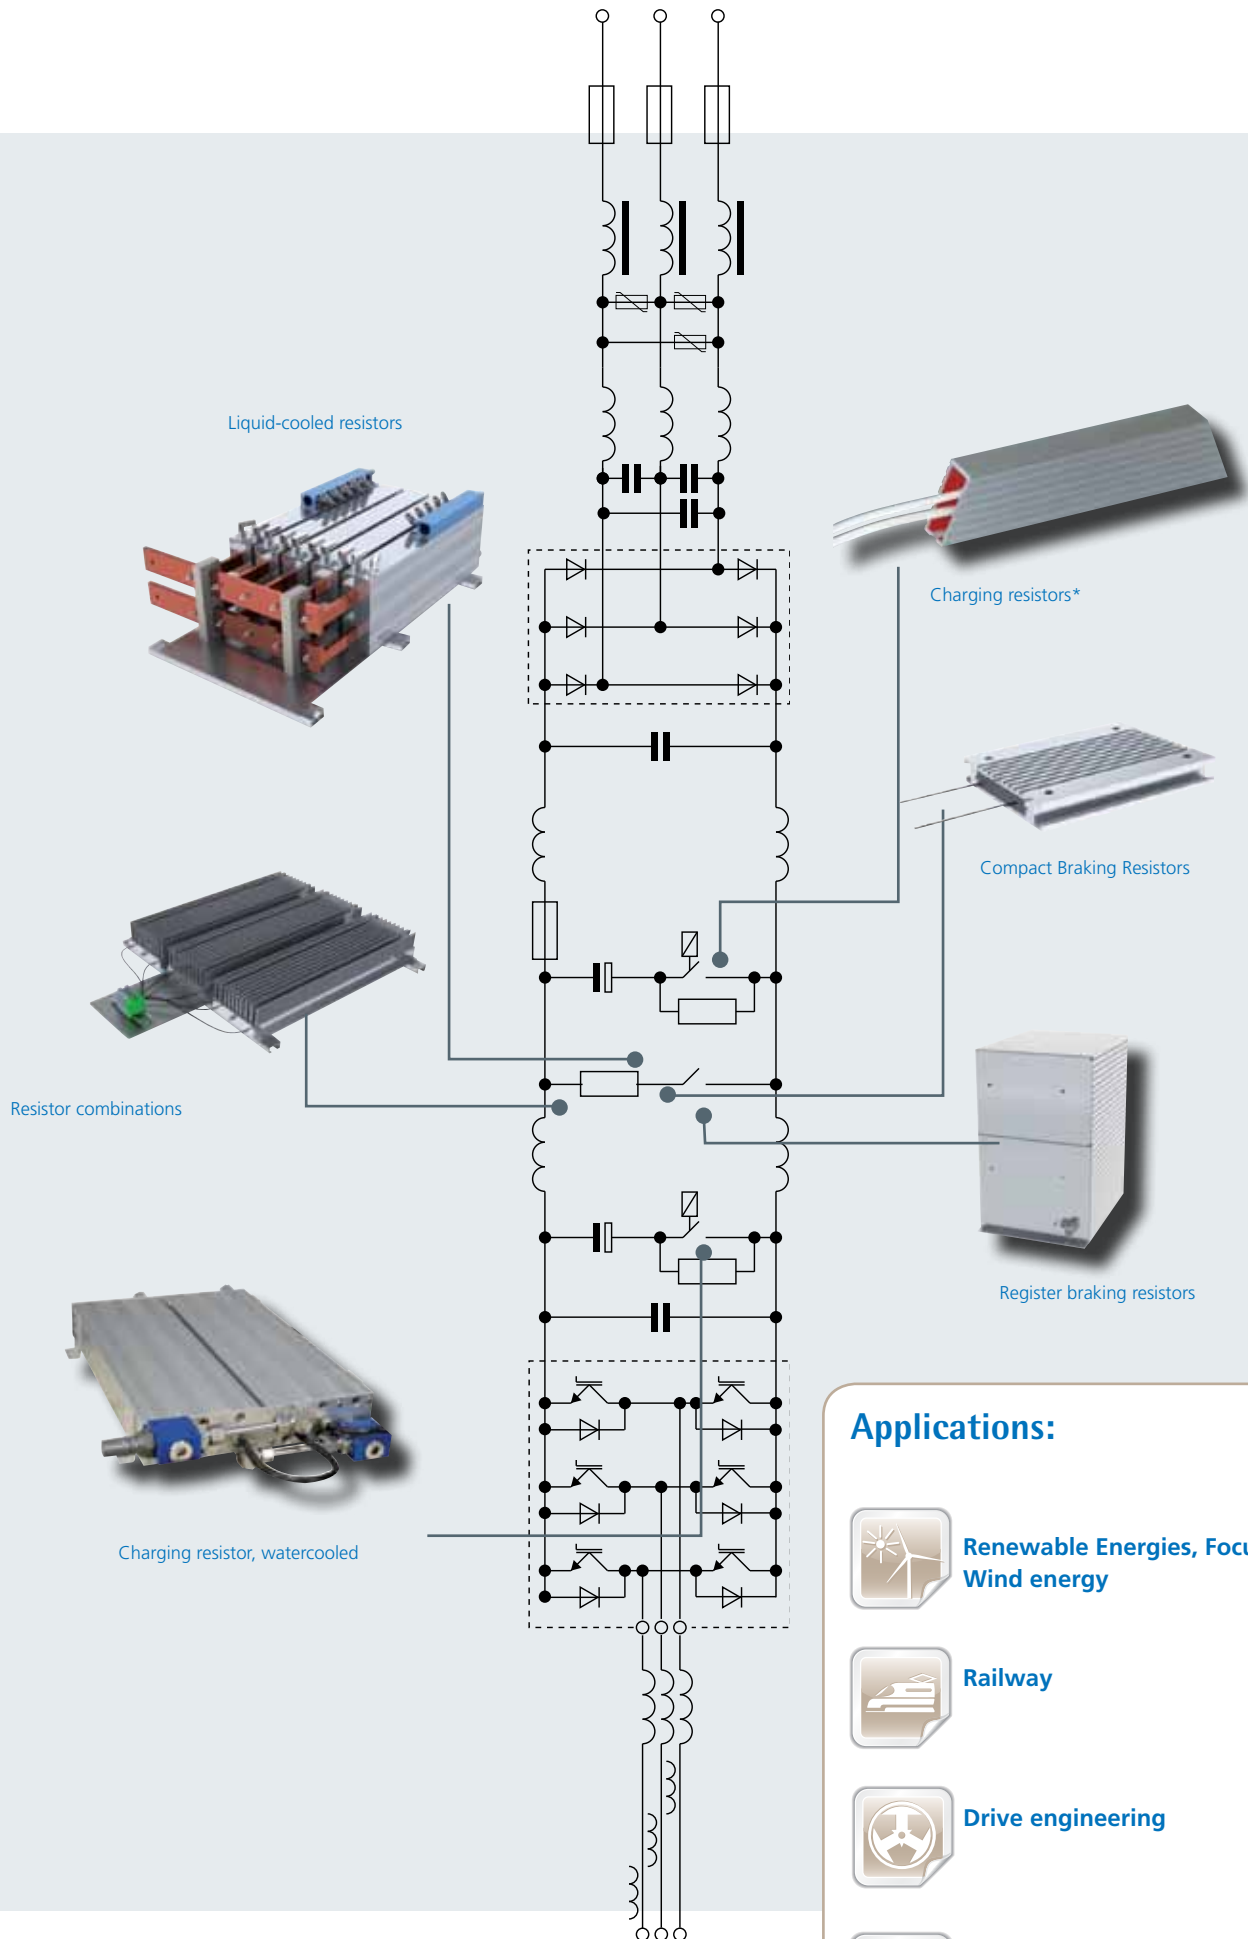 Liquid-cooled resistors
Charging resistors*
Compact Braking Resistors
Resistor combinations
Register braking resistors
Charging resistor, watercooled
Applications:
Renewable Energies, Focu
Wind energy
Railway
Drive engineering